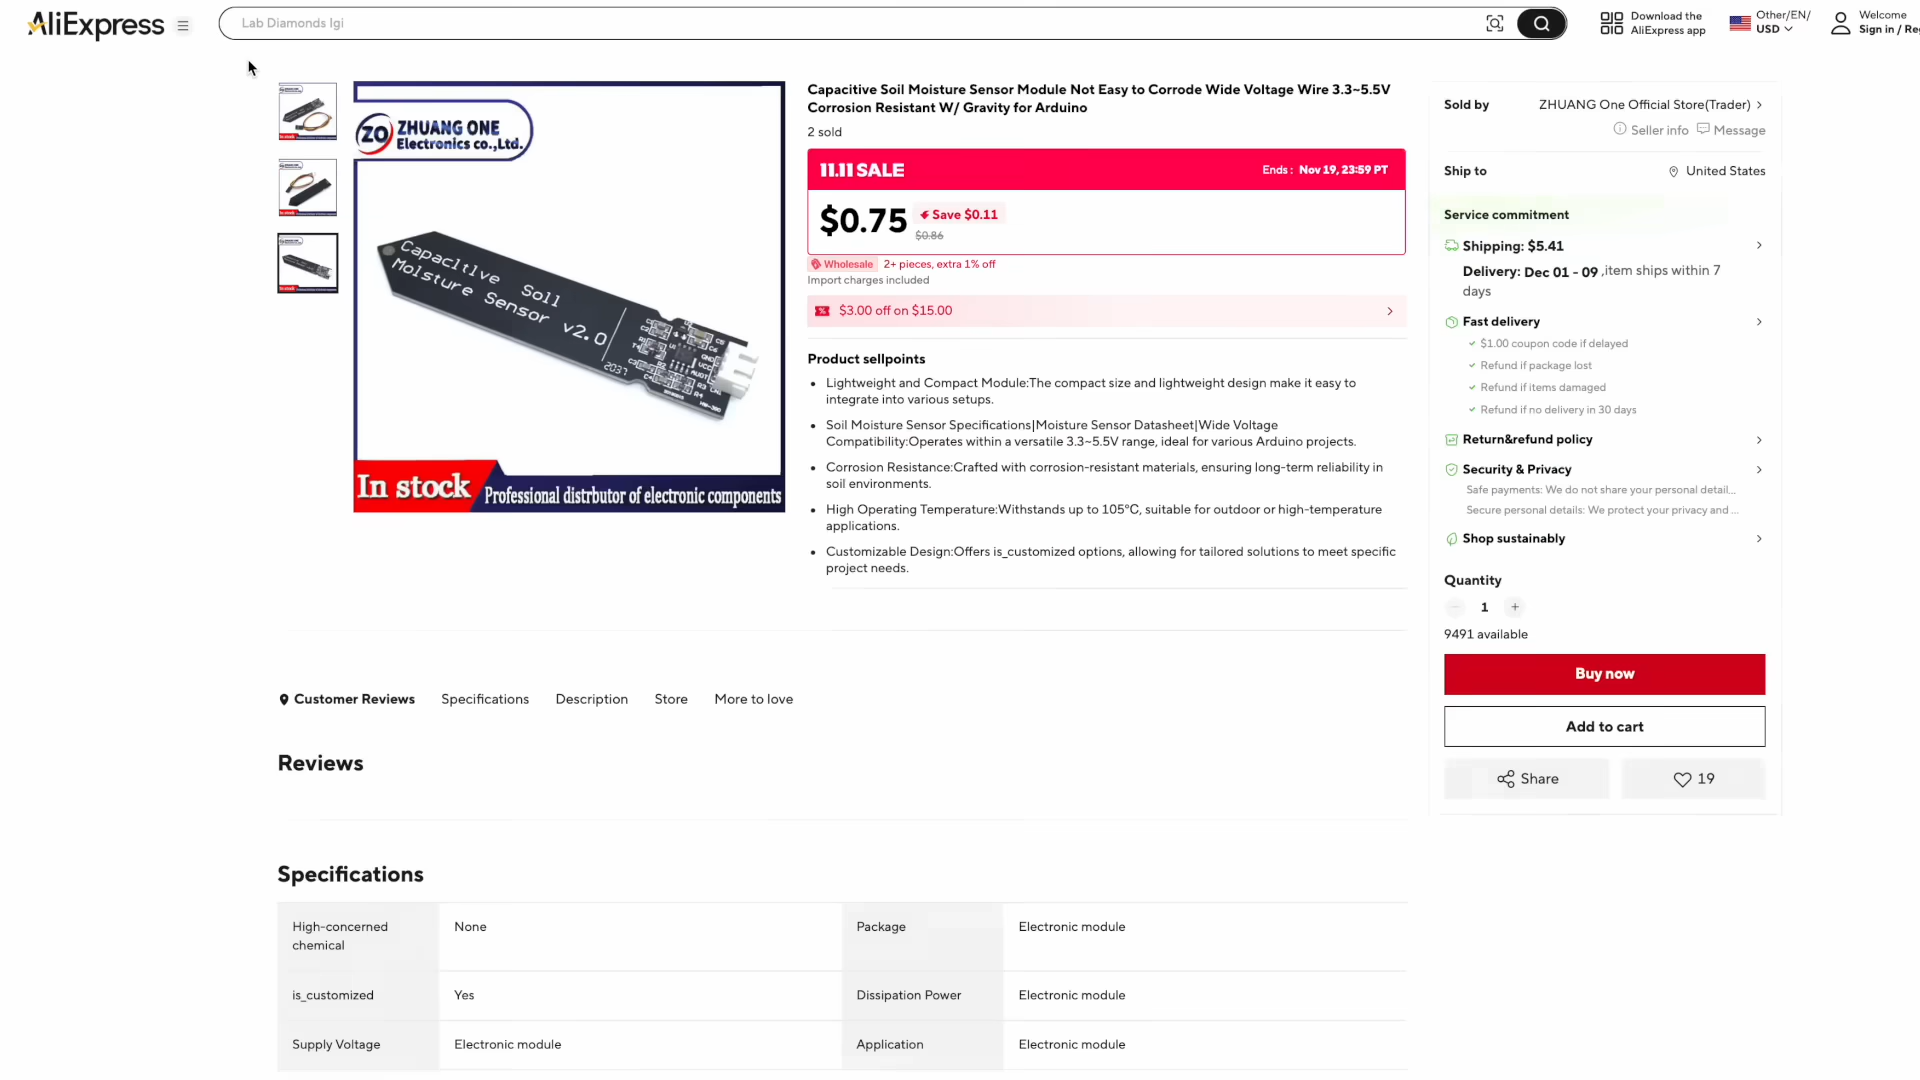 AliExpress
Lab Diamonds Igi
Download the
AliExpress app
Other/EN/
USD
Welcome
Sign in / Re
ZO
ZHUANG ONE
Electronics co.,Ltd.
Capacitive Soil
Moisture Sensor v2.0
2037
GND
VCC
AUOT
In stock
Professional distrbutor of electronic components
Capacitive Soil Moisture Sensor Module Not Easy to Corrode Wide Voltage Wire 3.3~5.5V
Corrosion Resistant W/ Gravity for Arduino
2 sold
11.11 SALE
Ends : Nov 19, 23:59 PT
$0.75
Save $0.11
$0.86
Wholesale 2+ pieces, extra 1% off
Import charges included
$3.00 off on $15.00
Product sellpoints
Lightweight and Compact Module:The compact size and lightweight design make it easy to
integrate into various setups.
Soil Moisture Sensor Specifications|Moisture Sensor Datasheet|Wide Voltage
Compatibility:Operates within a versatile 3.3~5.5V range, ideal for various Arduino projects.
Corrosion Resistance:Crafted with corrosion-resistant materials, ensuring long-term reliability in
soil environments.
High Operating Temperature:Withstands up to 105°C, suitable for outdoor or high-temperature
applications.
Customizable Design:Offers is_customized options, allowing for tailored solutions to meet specific
project needs.
Sold by ZHUANG One Official Store(Trader)
Seller info Message
Ship to United States
Service commitment
Shipping: $5.41
Delivery: Dec 01 - 09 ,item ships within 7
days
Fast delivery
$1.00 coupon code if delayed
Refund if package lost
Refund if items damaged
Refund if no delivery in 30 days
Return&refund policy
Security & Privacy
Safe payments: We do not share your personal detail...
Secure personal details: We protect your privacy and ...
Shop sustainably
Quantity
1
9491 available
Buy now
Add to cart
Share
19
Customer Reviews Specifications Description Store More to love
Reviews
Specifications
High-concerned
chemical
None
Package
Electronic module
is_customized
Yes
Dissipation Power
Electronic module
Supply Voltage
Electronic module
Application
Electronic module